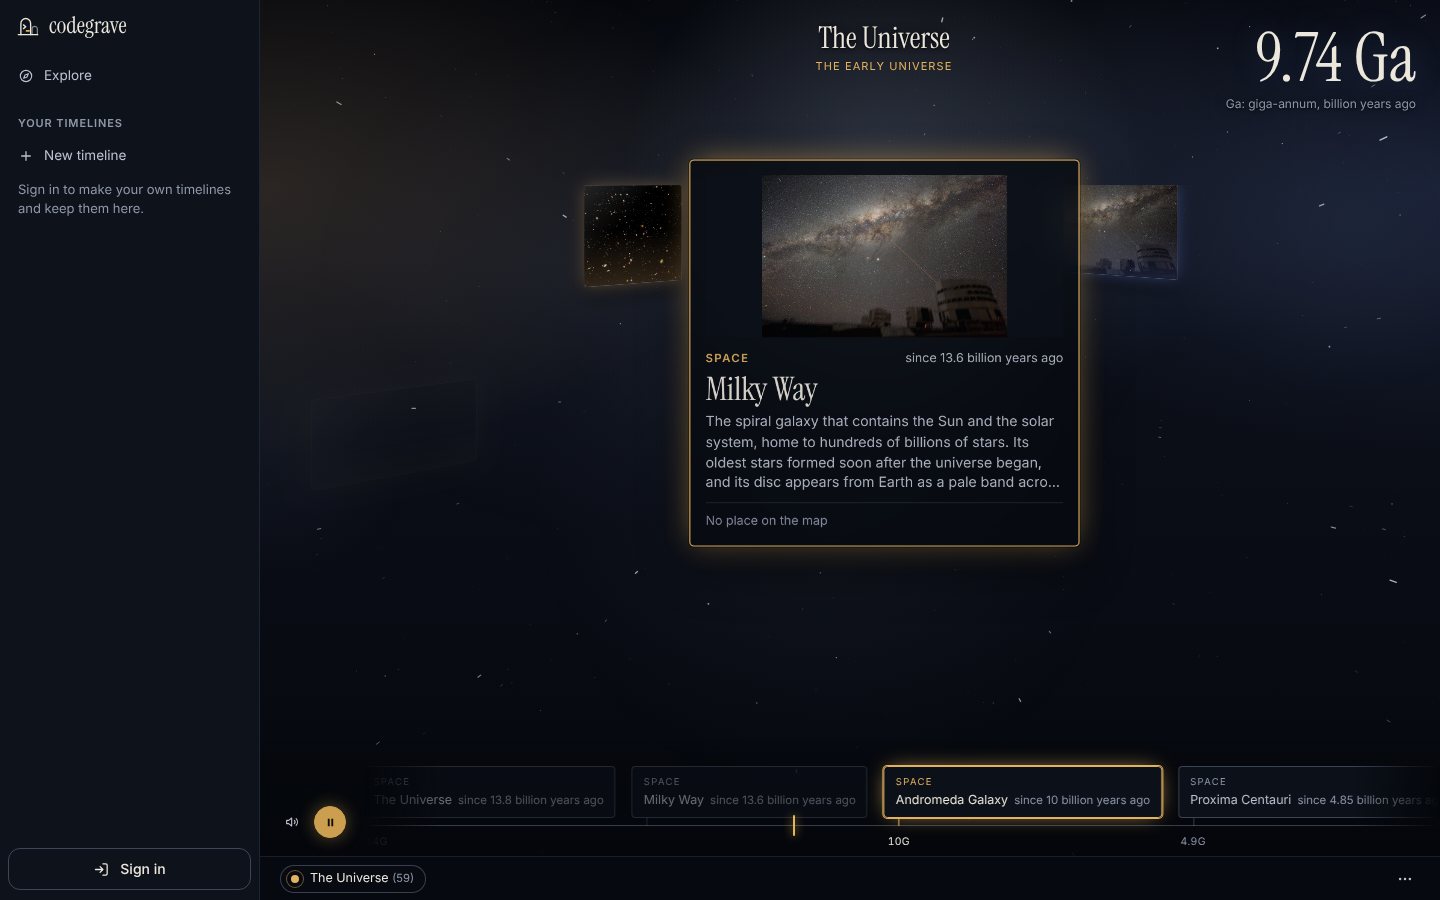 codegrave
Explore
YOUR TIMELINES
New timeline
Sign in to make your own timelines
and keep them here.
Sign in
The Universe
THE EARLY UNIVERSE
9.74 Ga
Ga: giga-annum, billion years ago
SPACE
since 13.6 billion years ago
Milky Way
The spiral galaxy that contains the Sun and the solar
system, home to hundreds of billions of stars. Its
oldest stars formed soon after the universe began,
and its disc appears from Earth as a pale band acro...
No place on the map
SPACE
The Universe since 13.8 billion years ago
SPACE
Milky Way since 13.6 billion years ago
SPACE
Andromeda Galaxy since 10 billion years ago
SPACE
Proxima Centauri since 4.85 billion years
4G
10G
4.9G
The Universe (59)